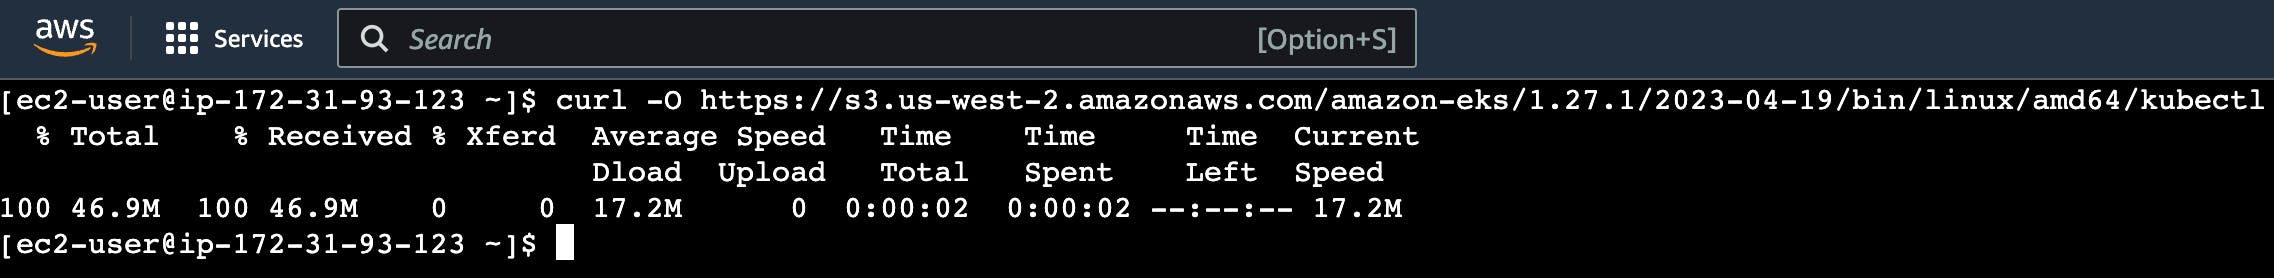 aws Services Search [Option+S]
[ec2-user@ip-172-31-93-123 ~]$ curl -O https://s3.us-west-2.amazonaws.com/amazon-eks/1.27.1/2023-04-19/bin/linux/amd64/kubectl
  % Total    % Received % Xferd  Average Speed   Time    Time     Time  Current
                                 Dload  Upload   Total   Spent    Left  Speed
100 46.9M  100 46.9M    0     0  17.2M      0  0:00:02  0:00:02 --:--:-- 17.2M
[ec2-user@ip-172-31-93-123 ~]$